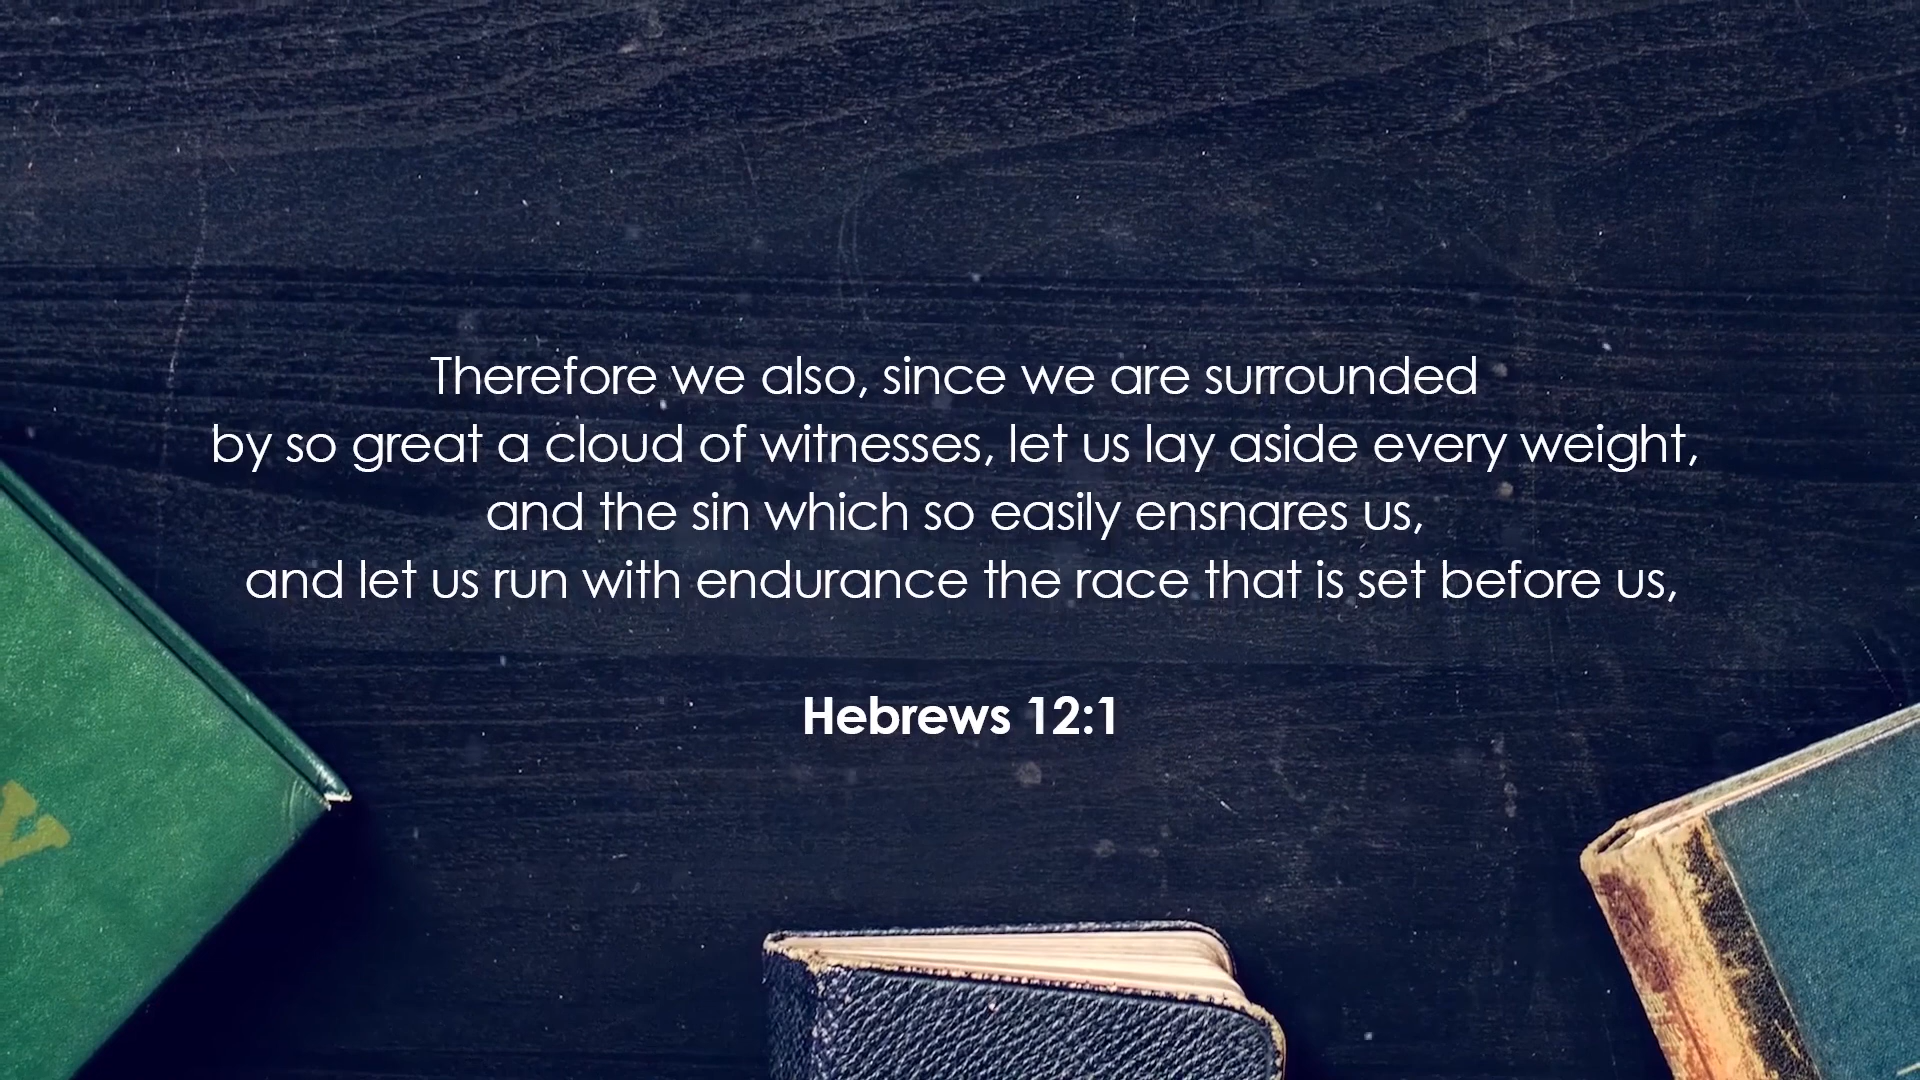 Therefore we also, since we are surrounded
by so great a cloud of witnesses, let us lay aside every weight,
and the sin which so easily ensnares us,
and let us run with endurance the race that is set before us,
Hebrews 12:1